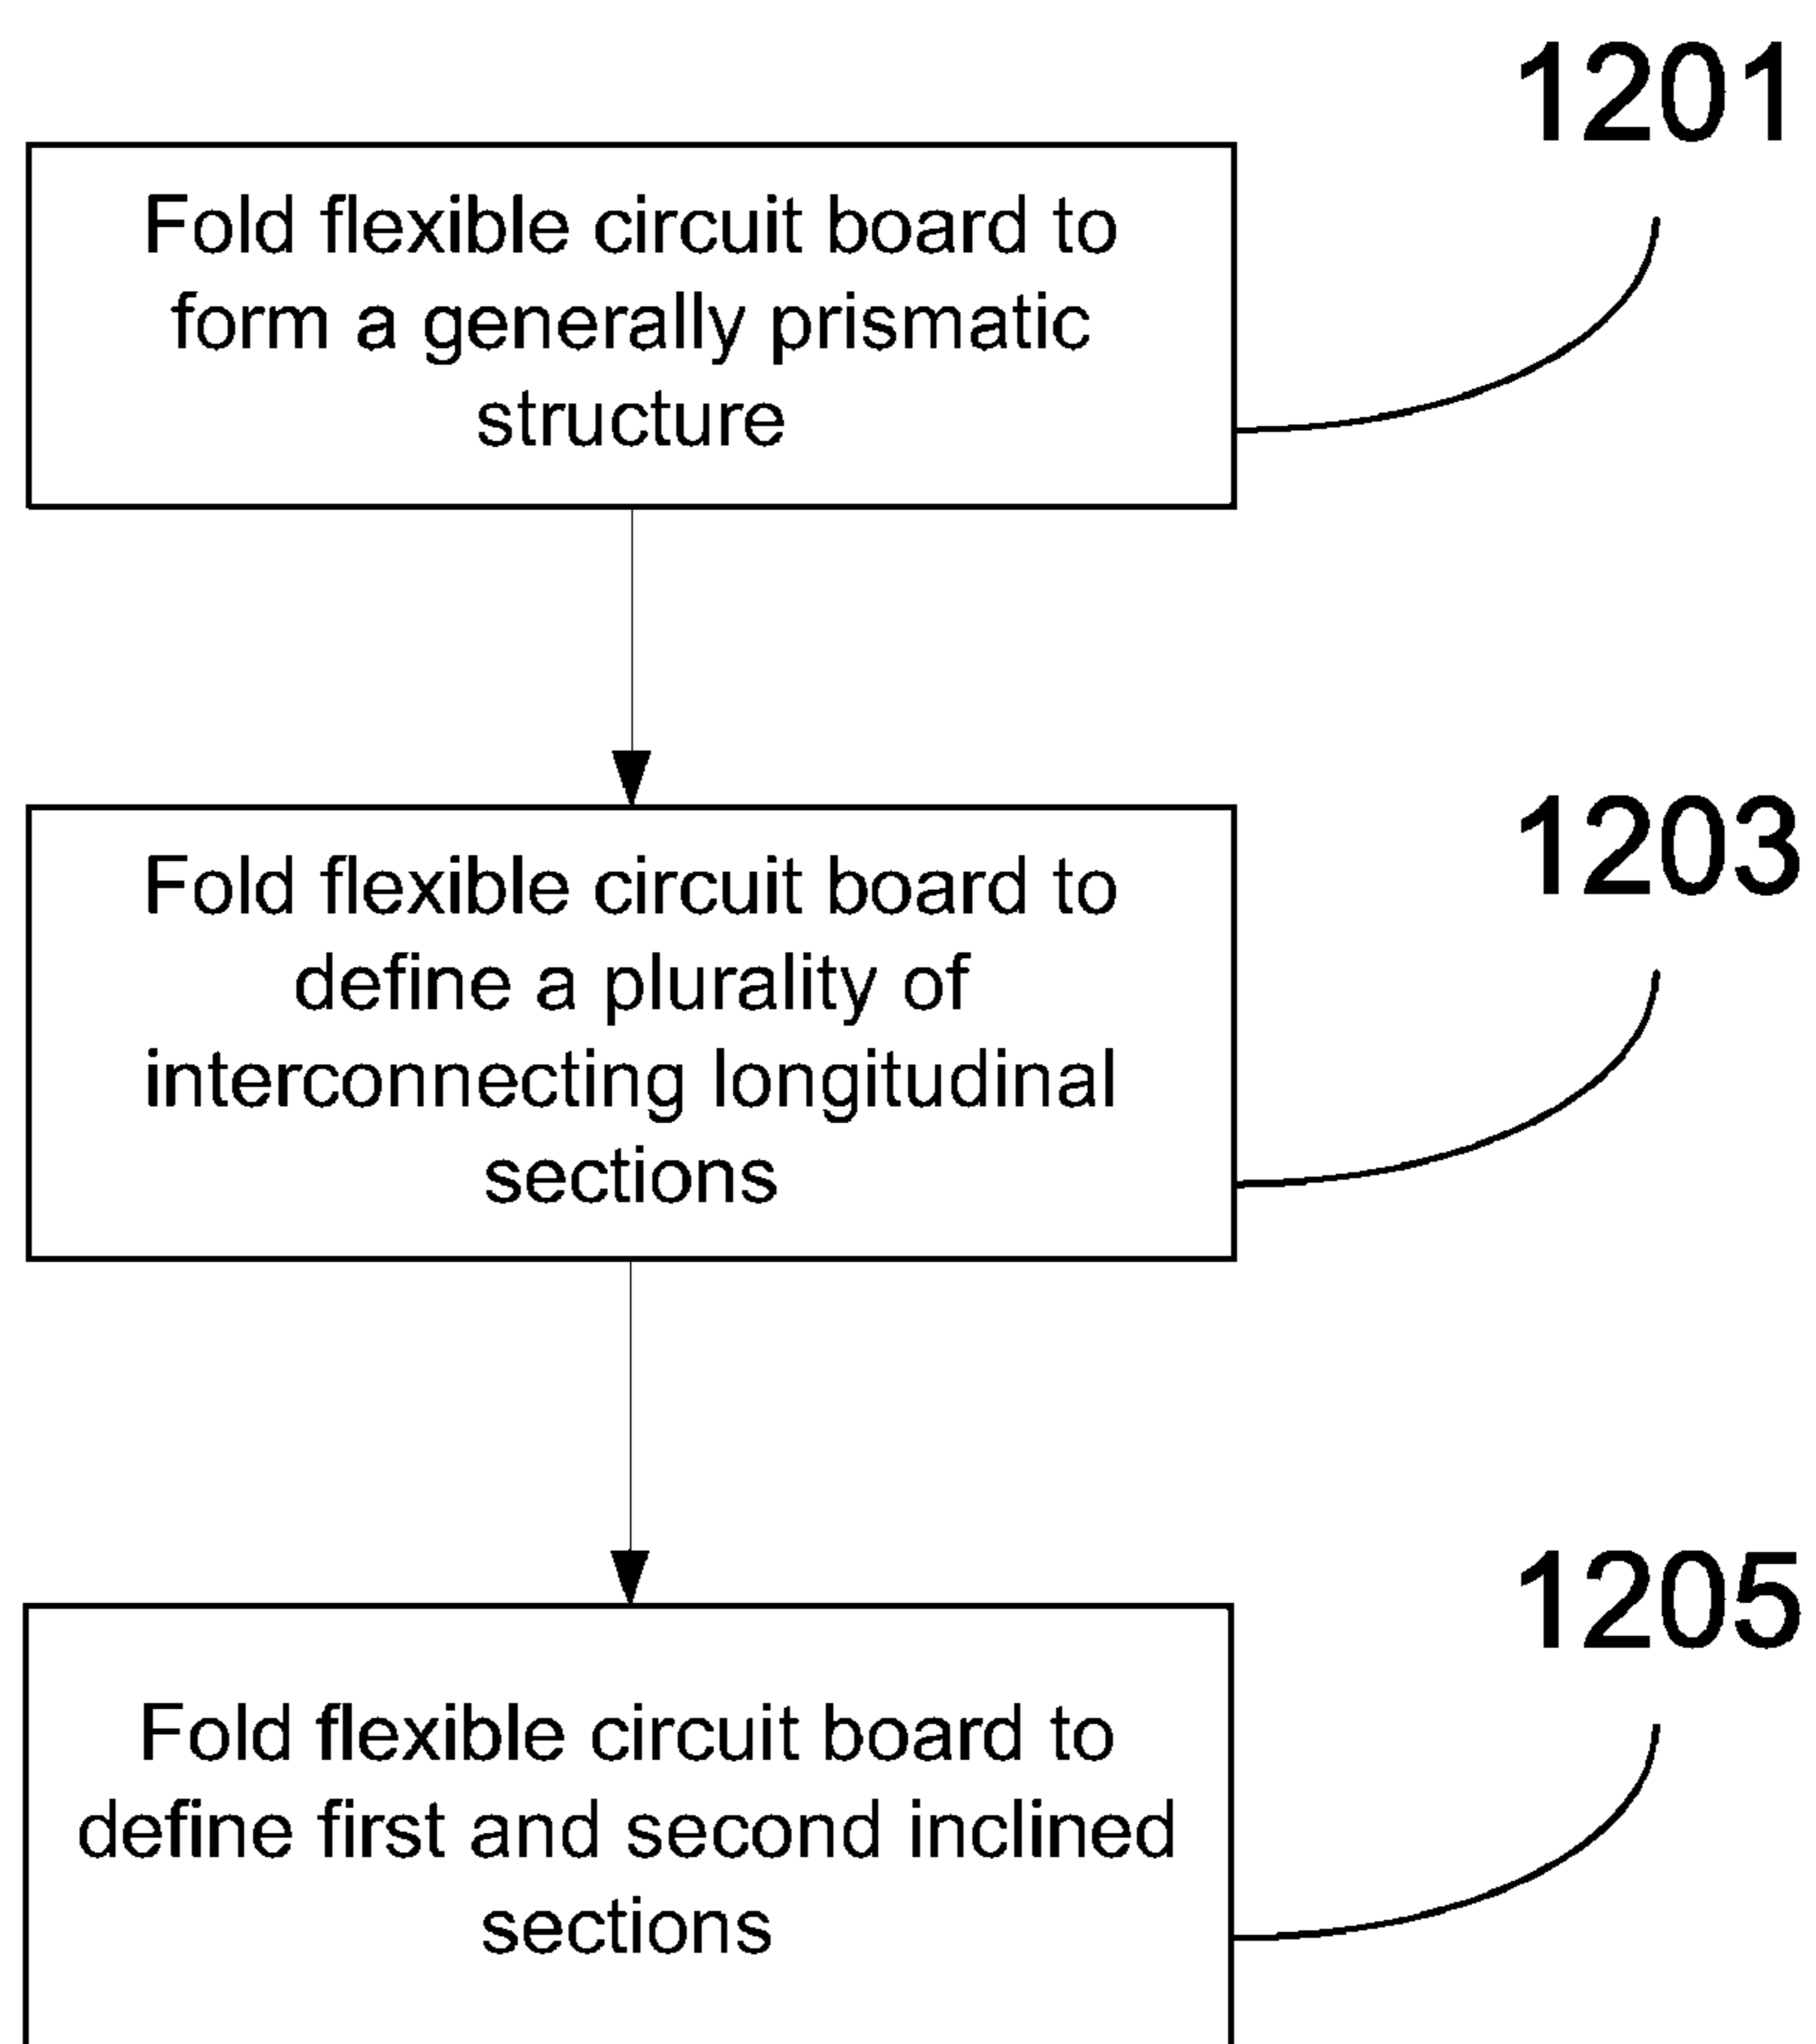 1201
Fold flexible circuit board to
form a generally prismatic
structure
1203
Fold flexible circuit board to
define a plurality of
interconnecting longitudinal
sections
1205
Fold flexible circuit board to
define first and second inclined
sections